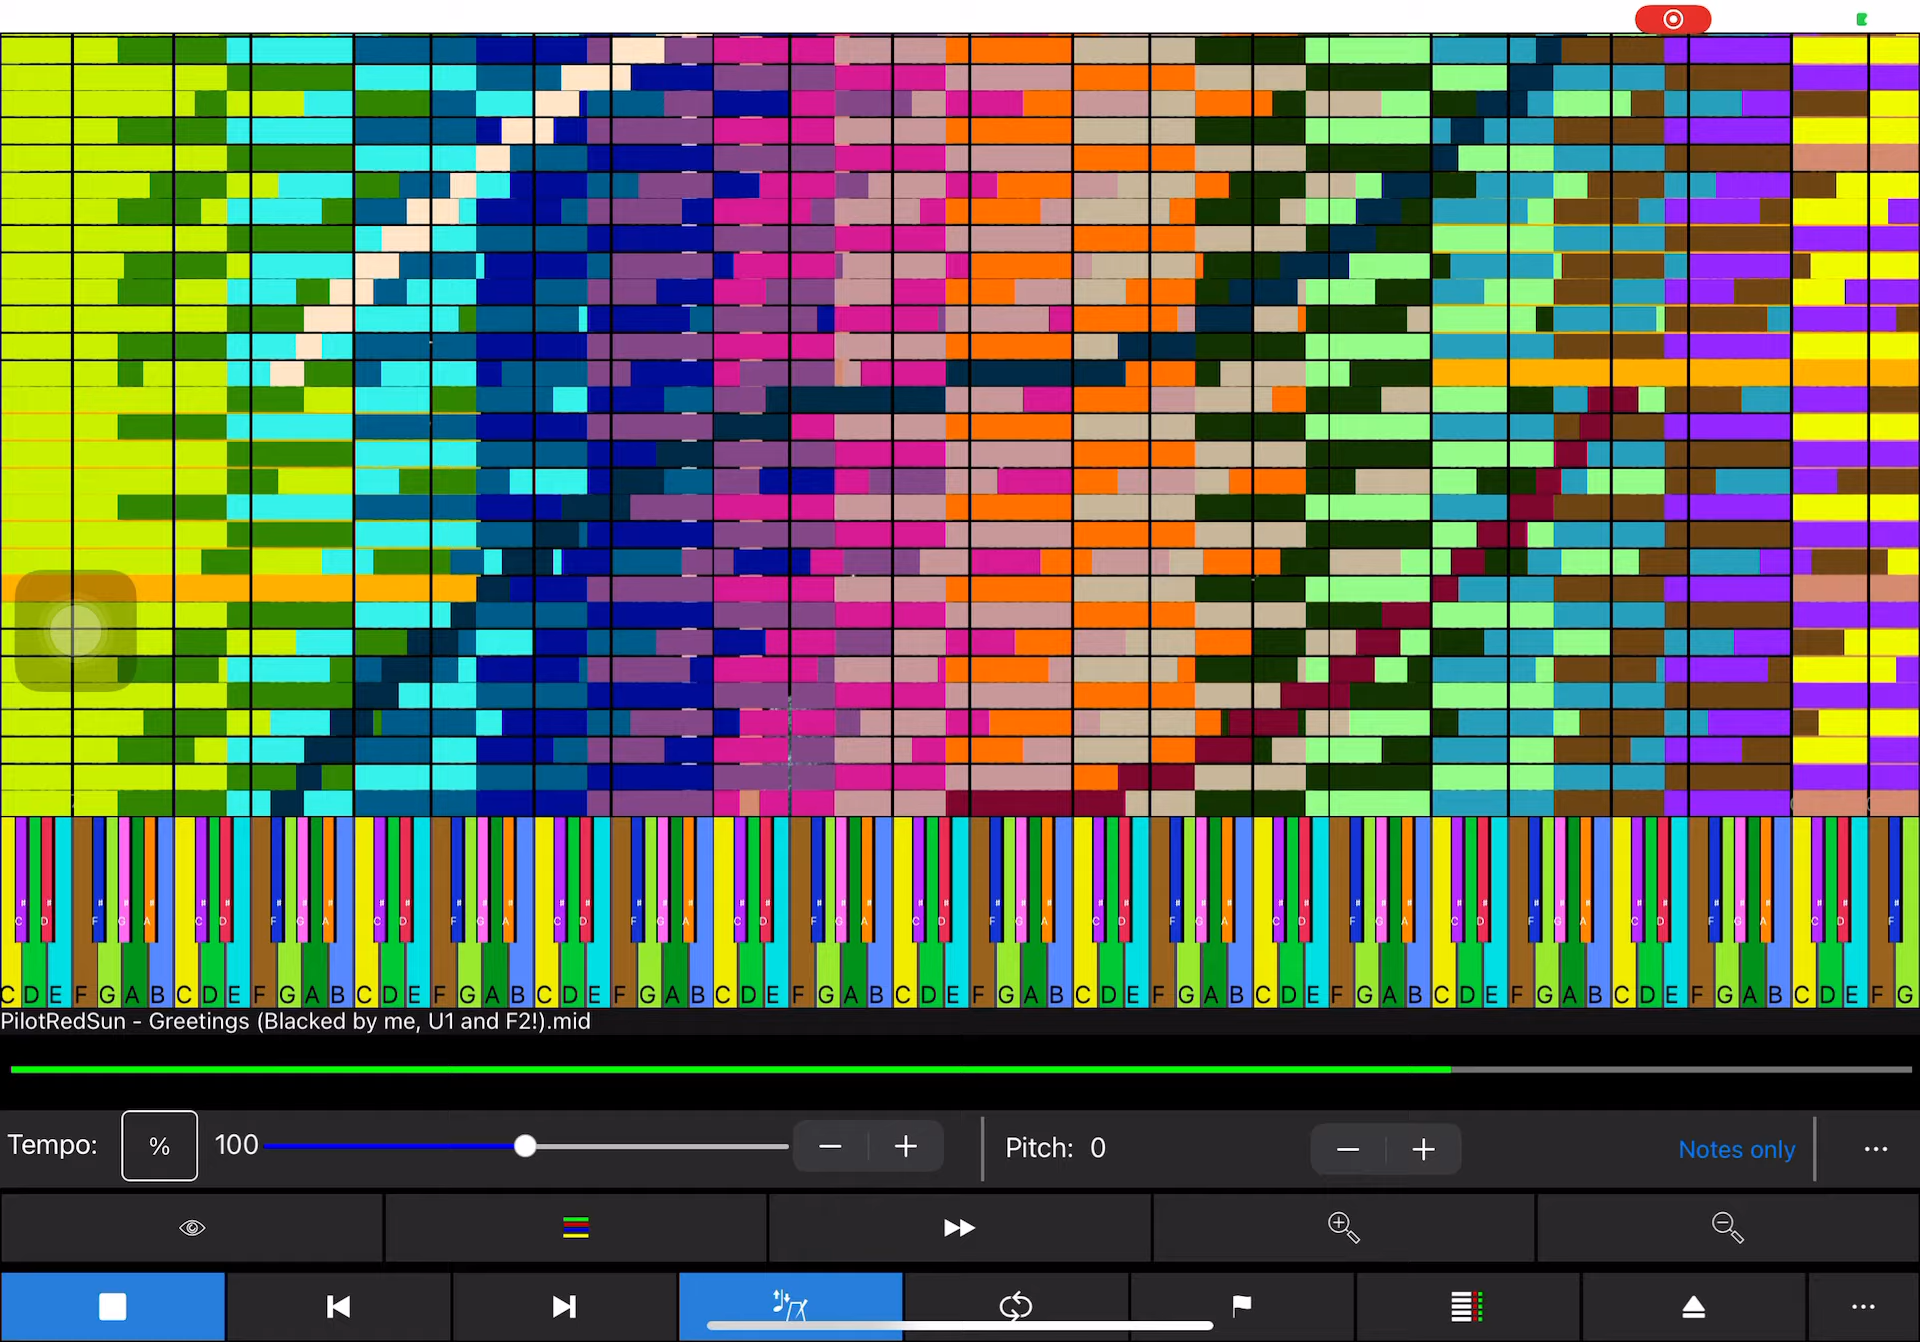 C D F G A C D F G A C D F G A C D F G A C D F G A C D F G A C D F G A C D F G A C D F G A C D F G A C D F
C D E F G A B C D E F G A B C D E F G A B C D E F G A B C D E F G A B C D E F G A B C D E F G A B C D E F G A B C D E F G A B C D E F G A B C D E F G
PilotRedSun - Greetings (Blacked by me, U1 and F2!).mid
Tempo: % 100 Pitch: 0 Notes only